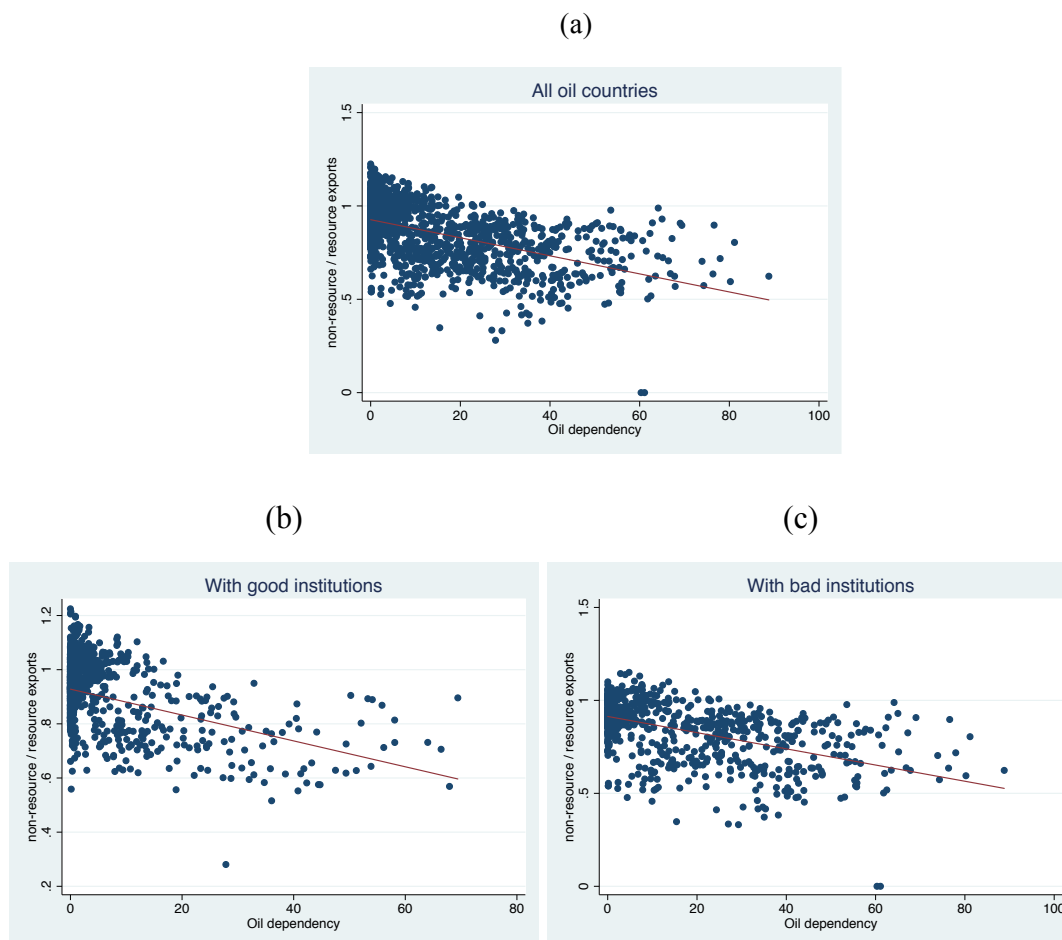 (a)
All oil countries
non-resource / resource exports
1.5
1
.5
0
0 20 40 60 80 100
Oil dependency
(b)
With good institutions
non-resource / resource exports
1.2
1
.8
.6
.4
.2
0 20 40 60 80
Oil dependency
(c)
With bad institutions
non-resource / resource exports
1.5
1
.5
0
0 20 40 60 80 100
Oil dependency